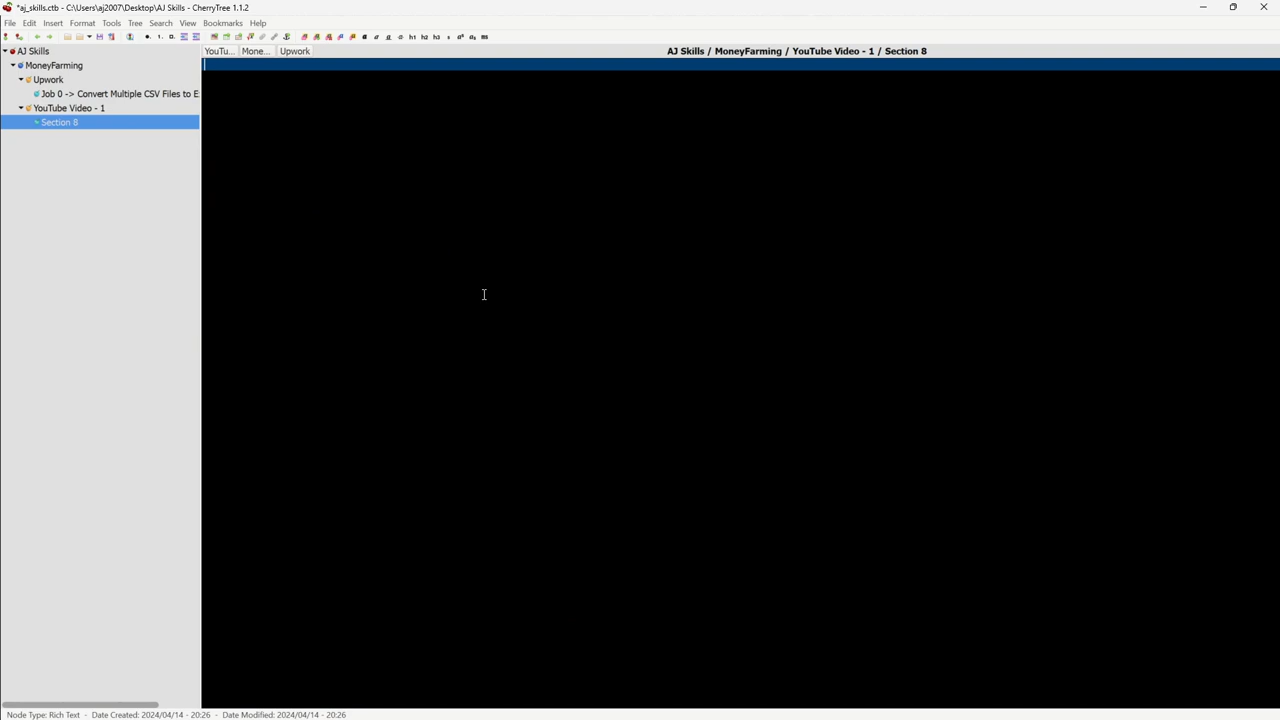 *aj_skills.ctb - C:\Users\aj2007\Desktop\AJ Skills - CherryTree 1.1.2
File Edit Insert Format Tools Tree Search View Bookmarks Help
h1 h2 h3 s
AJ Skills
YouTu... Mone... Upwork
AJ Skills / MoneyFarming / YouTube Video - 1 / Section 8
MoneyFarming
Upwork
Job 0 -> Convert Multiple CSV Files to E
YouTube Video - 1
Section 8
Node Type: Rich Text - Date Created: 2024/04/14 - 20:26 - Date Modified: 2024/04/14 - 20:26